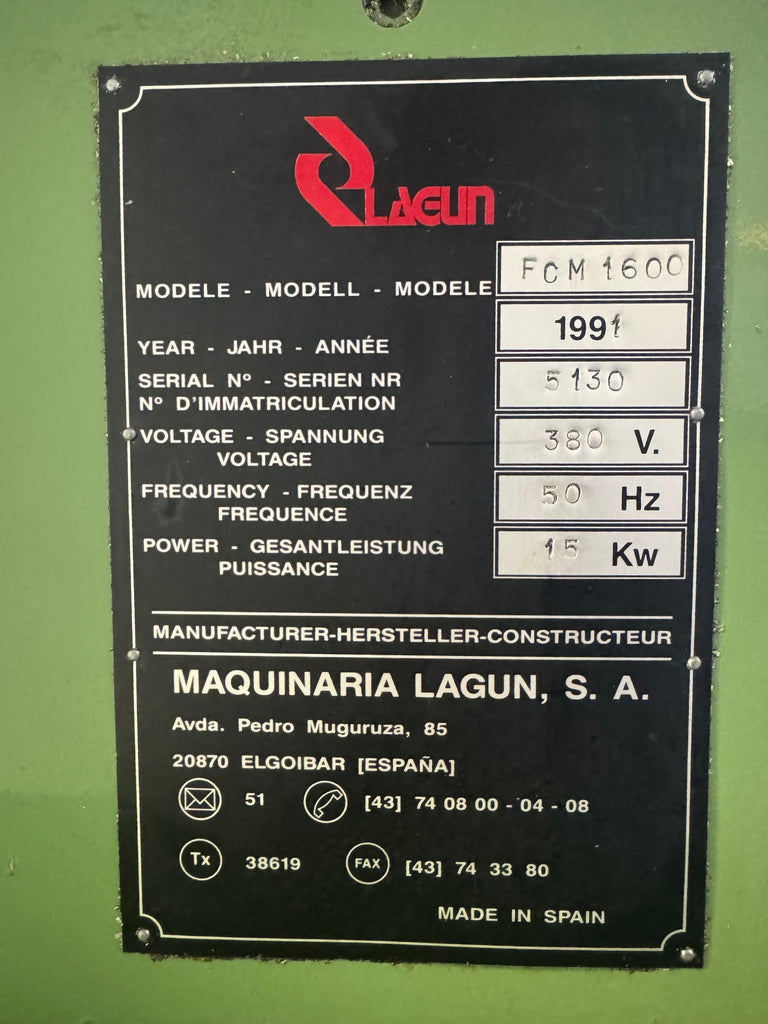 LAGUN
MODELE - MODELL - MODELE FCM 1600
YEAR - JAHR - ANNÉE 1991
SERIAL Nº - SERIEN NR
Nº D'IMMATRICULATION 5130
VOLTAGE - SPANNUNG
VOLTAGE 380 V.
FREQUENCY - FREQUENZ
FREQUENCE 50 Hz
POWER - GESANTLEISTUNG
PUISSANCE 15 Kw
MANUFACTURER-HERSTELLER-CONSTRUCTEUR
MAQUINARIA LAGUN, S. A.
Avda. Pedro Muguruza, 85
20870 ELGOIBAR [ESPAÑA]
51 [43] 74 08 00 - 04 - 08
Tx 38619 FAX [43] 74 33 80
MADE IN SPAIN